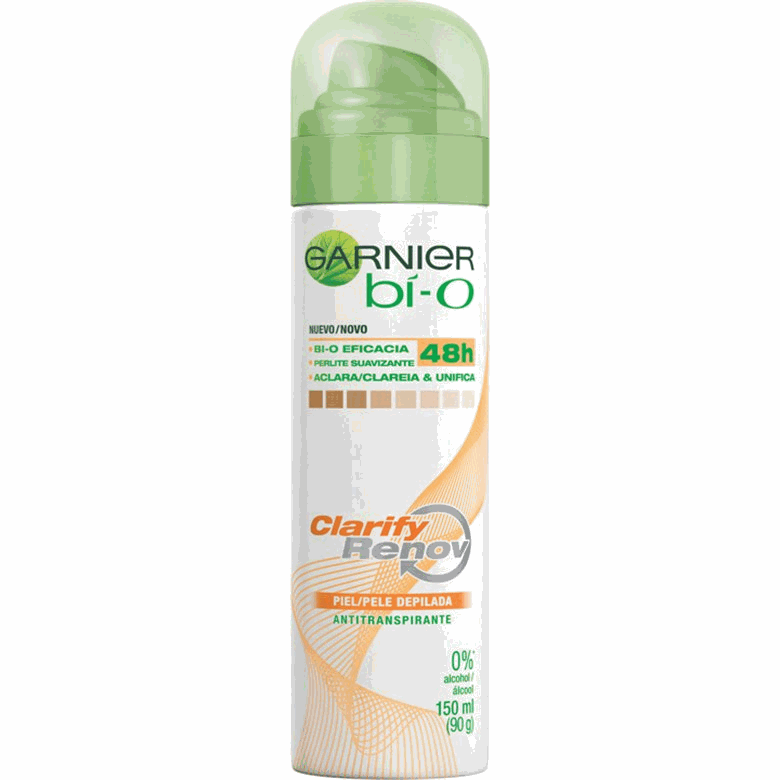 GARNIER
bí-o
NUEVO/NOVO
• BI-O EFICACIA 48h
• PERLITE SUAVIZANTE
• ACLARA/CLAREIA & UNIFICA
Clarify
Renov
PIEL/PELE DEPILADA
ANTITRANSPIRANTE
0%*
alcohol/
álcool
150 ml
(90 g)